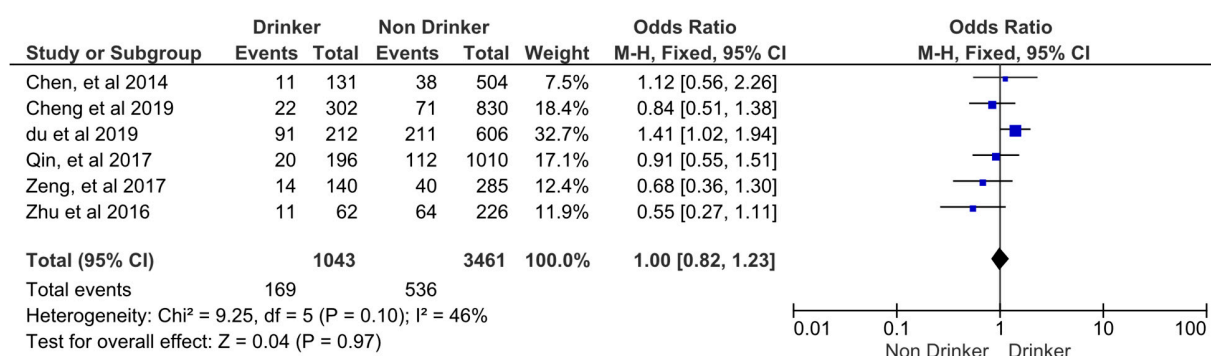 Drinker Non Drinker Odds Ratio Odds Ratio
Study or Subgroup Events Total Events Total Weight M-H, Fixed, 95% CI M-H, Fixed, 95% CI
Chen, et al 2014 11 131 38 504 7.5% 1.12 [0.56, 2.26]
Cheng et al 2019 22 302 71 830 18.4% 0.84 [0.51, 1.38]
du et al 2019 91 212 211 606 32.7% 1.41 [1.02, 1.94]
Qin, et al 2017 20 196 112 1010 17.1% 0.91 [0.55, 1.51]
Zeng, et al 2017 14 140 40 285 12.4% 0.68 [0.36, 1.30]
Zhu et al 2016 11 62 64 226 11.9% 0.55 [0.27, 1.11]
Total (95% CI) 1043 3461 100.0% 1.00 [0.82, 1.23]
Total events 169 536
Heterogeneity: Chi² = 9.25, df = 5 (P = 0.10); I² = 46%
Test for overall effect: Z = 0.04 (P = 0.97)
0.01 0.1 1 10 100
Non Drinker Drinker